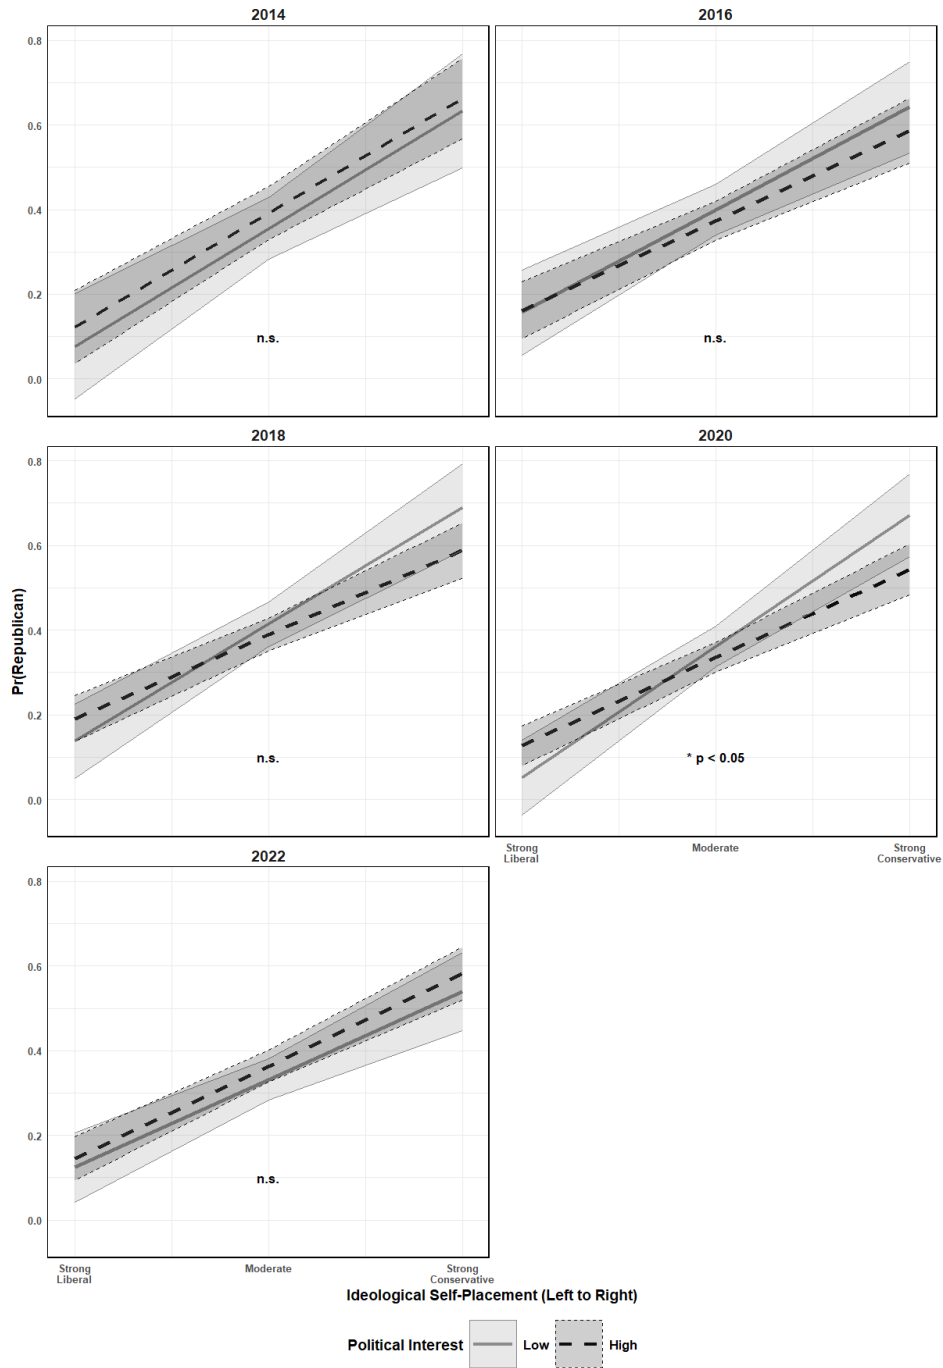 2014
2016
0.8
0.6
0.4
0.2
0.0
n.s.
n.s.
2018
2020
0.8
0.6
0.4
0.2
0.0
n.s.
* p < 0.05
Strong
Liberal
Moderate
Strong
Conservative
2022
0.8
0.6
0.4
0.2
0.0
n.s.
Strong
Liberal
Moderate
Strong
Conservative
Pr(Republican)
Ideological Self-Placement (Left to Right)
Political Interest Low High